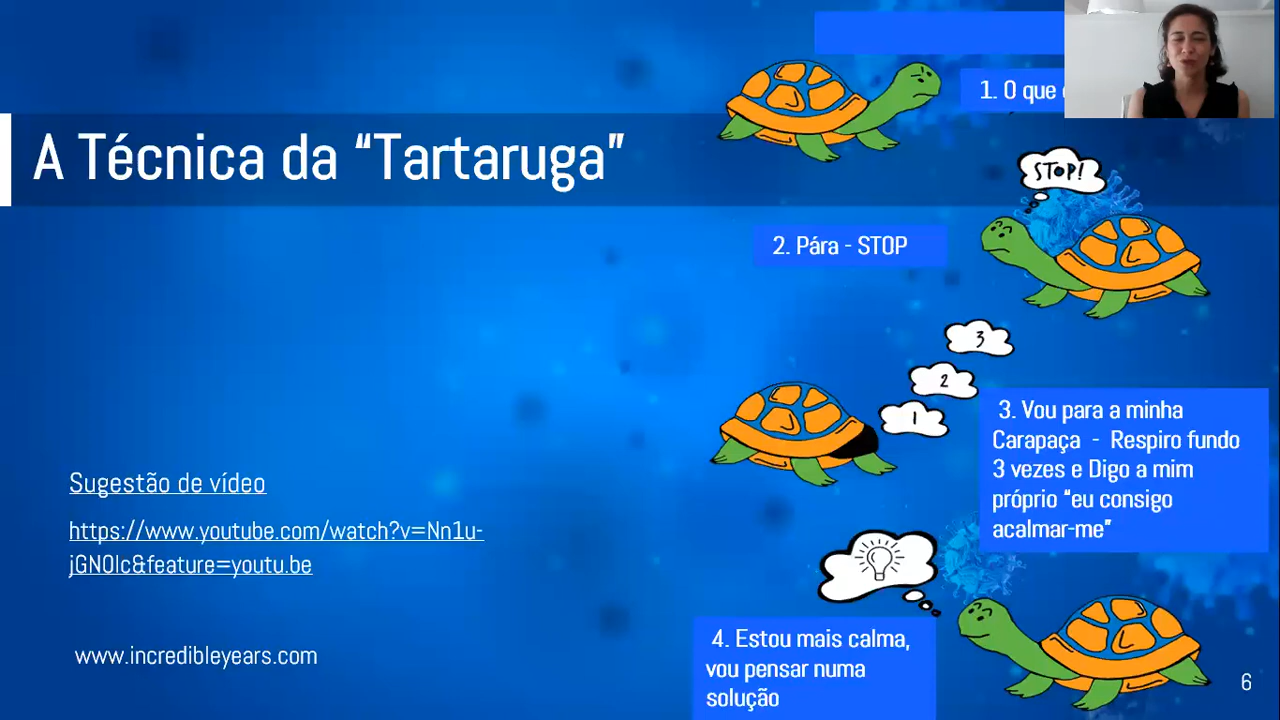 A Técnica da “Tartaruga”
1. O que
STOP!
2. Pára - STOP
3
2
1
3. Vou para a minha
Carapaça - Respiro fundo
3 vezes e Digo a mim
próprio “eu consigo
acalmar-me”
4. Estou mais calma,
vou pensar numa
solução
Sugestão de vídeo
https://www.youtube.com/watch?v=Nn1u-
jGN0lc&feature=youtu.be
www.incredibleyears.com
6